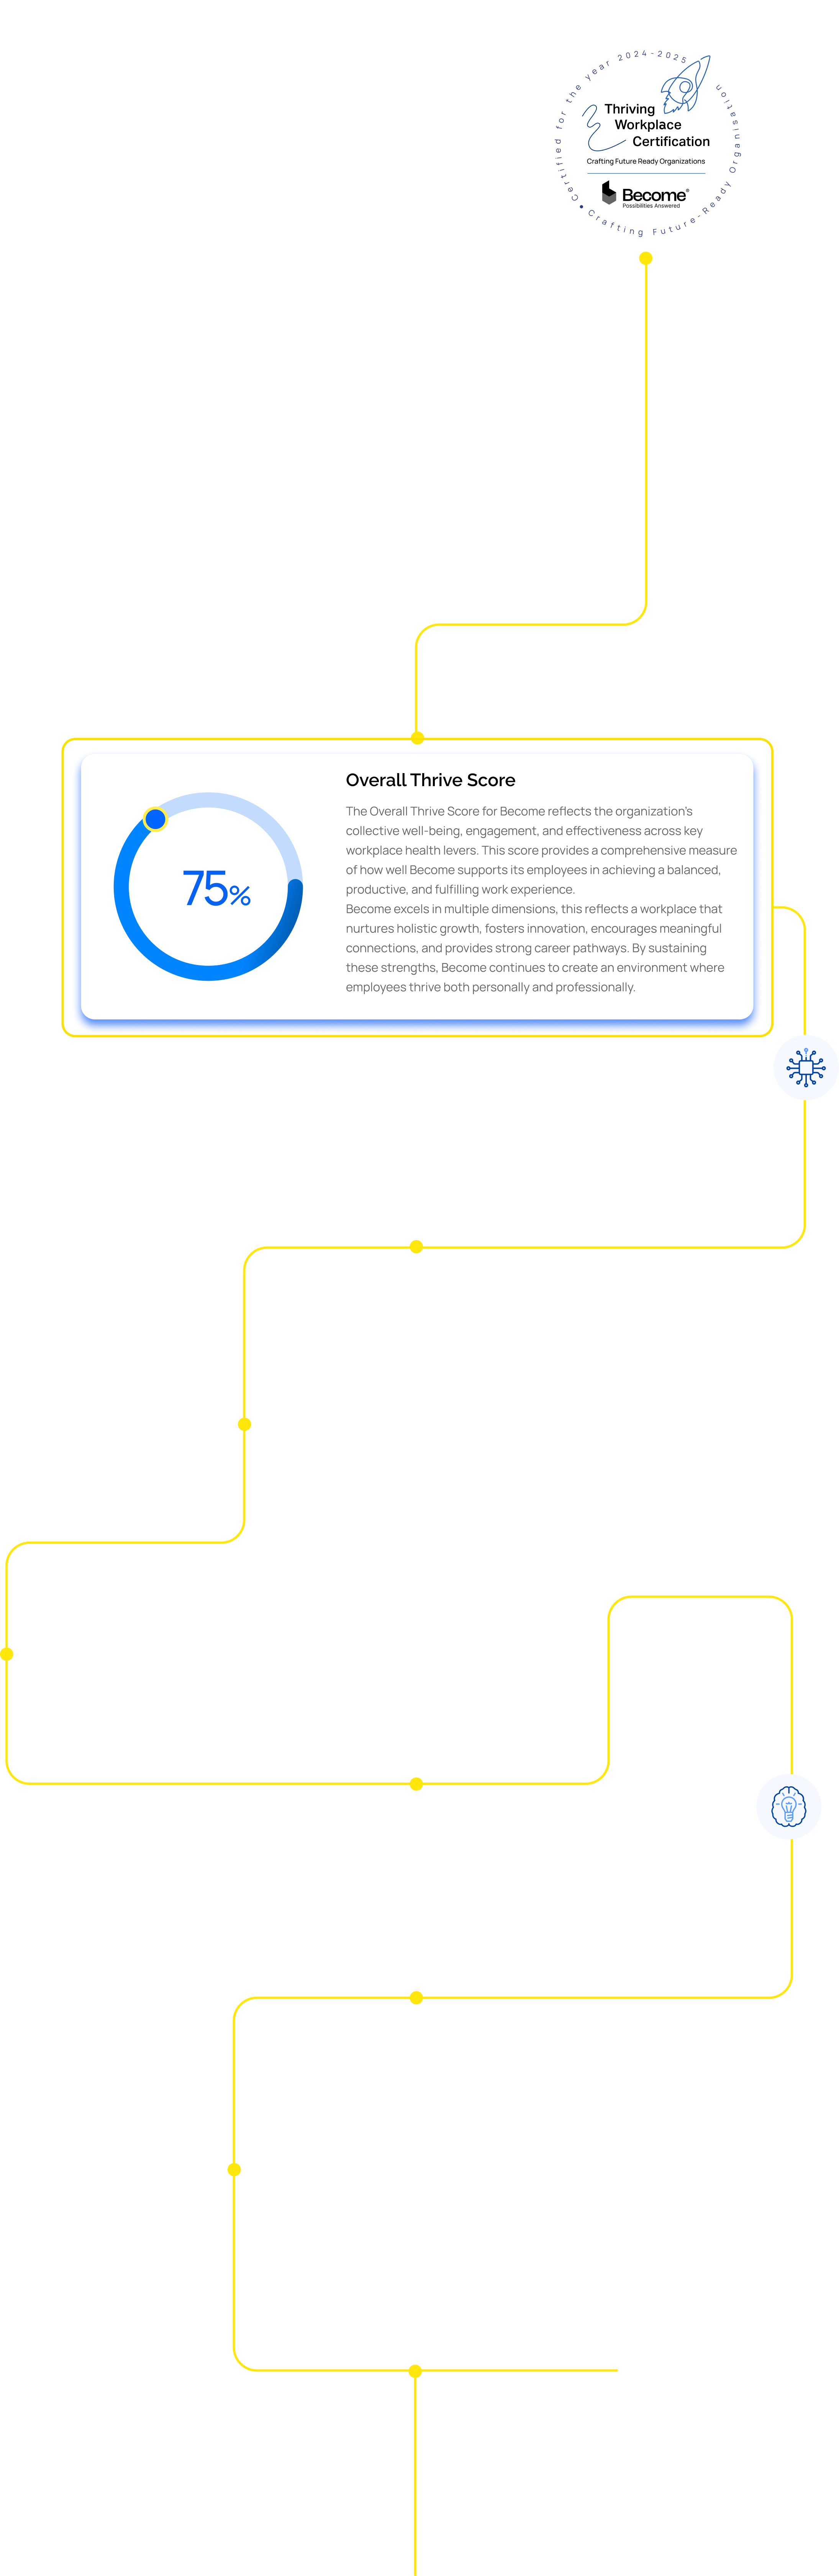 Certified for the year 2024-2025
Thriving
Workplace
Certification
Crafting Future Ready Organizations
Become®
Possibilities Answered
Crafting Future-Ready Organisation
Overall Thrive Score
75%
The Overall Thrive Score for Become reflects the organization's
collective well-being, engagement, and effectiveness across key
workplace health levers. This score provides a comprehensive measure
of how well Become supports its employees in achieving a balanced,
productive, and fulfilling work experience.
Become excels in multiple dimensions, this reflects a workplace that
nurtures holistic growth, fosters innovation, encourages meaningful
connections, and provides strong career pathways. By sustaining
these strengths, Become continues to create an environment where
employees thrive both personally and professionally.